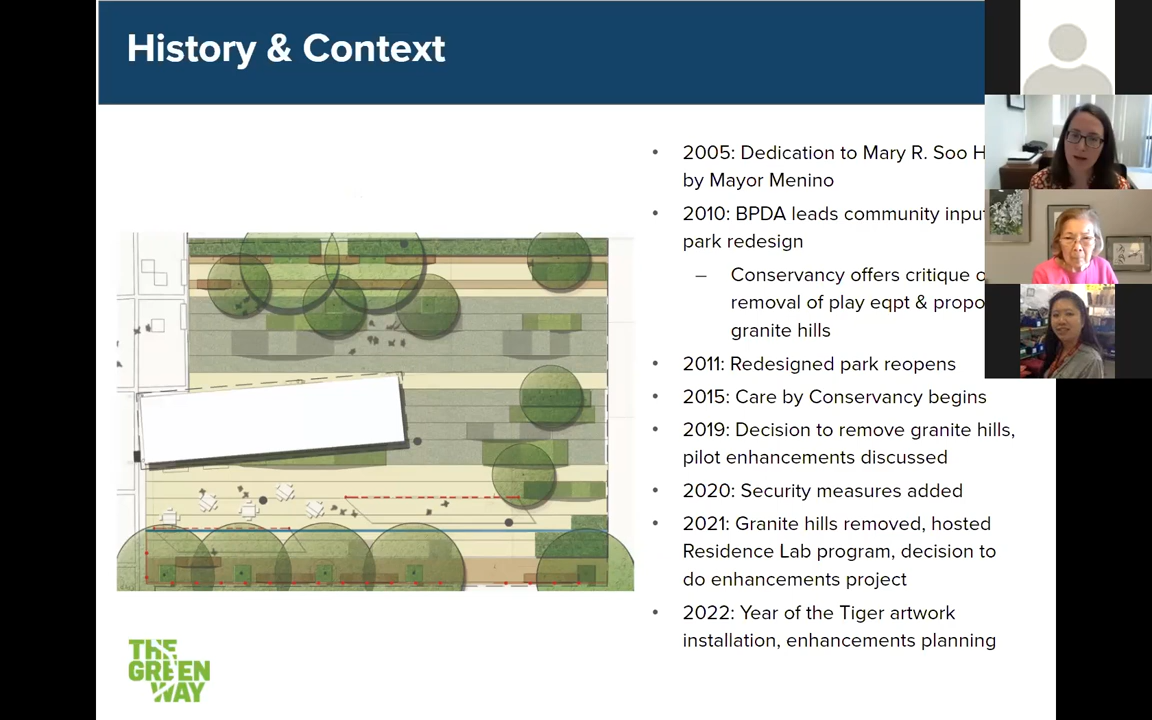 History & Context
• 2005: Dedication to Mary R. Soo H
by Mayor Menino
• 2010: BPDA leads community input
park redesign
– Conservancy offers critique o
removal of play eqpt & propo
granite hills
• 2011: Redesigned park reopens
• 2015: Care by Conservancy begins
• 2019: Decision to remove granite hills,
pilot enhancements discussed
• 2020: Security measures added
• 2021: Granite hills removed, hosted
Residence Lab program, decision to
do enhancements project
• 2022: Year of the Tiger artwork
installation, enhancements planning
THE
GREEN
WAY